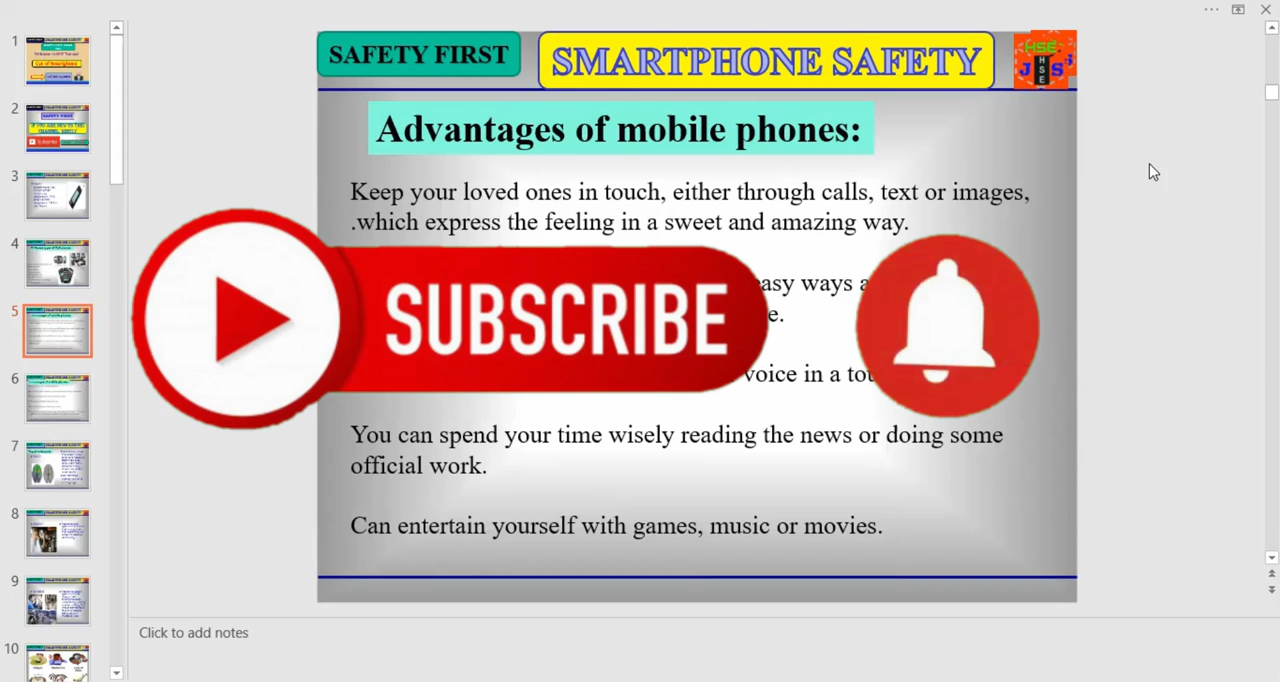 SAFETY FIRST
SMARTPHONE SAFETY
HSE
J HSE S
Advantages of mobile phones:
Keep your loved ones in touch, either through calls, text or images,
.which express the feeling in a sweet and amazing way.
easy ways
e.
SUBSCRIBE
voice in a
You can spend your time wisely reading the news or doing some
official work.
Can entertain yourself with games, music or movies.
Click to add notes
1
2
3
4
5
6
7
8
9
10